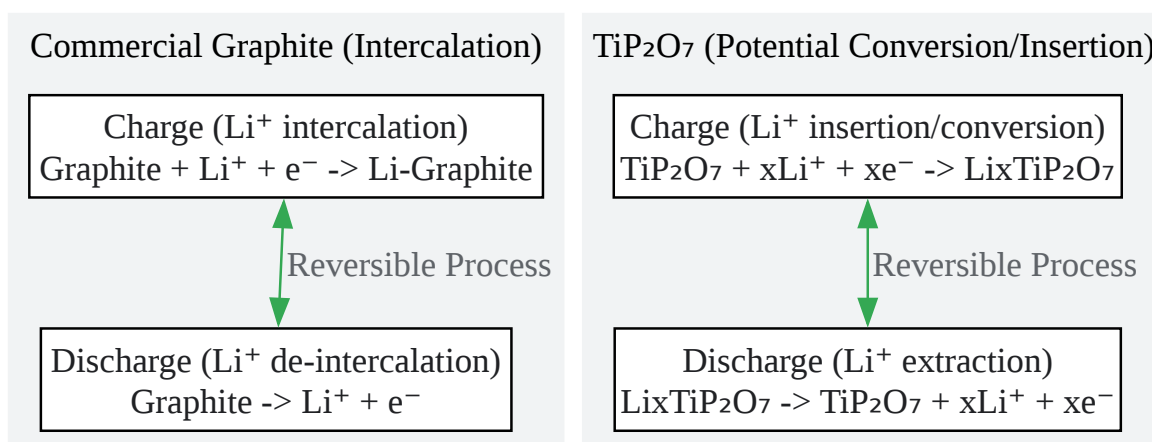 Commercial Graphite (Intercalation)
Charge (Li⁺ intercalation)
Graphite + Li⁺ + e⁻ -> Li-Graphite
Reversible Process
Discharge (Li⁺ de-intercalation)
Graphite -> Li⁺ + e⁻
TiP₂O₇ (Potential Conversion/Insertion)
Charge (Li⁺ insertion/conversion)
TiP₂O₇ + xLi⁺ + xe⁻ -> LixTiP₂O₇
Reversible Process
Discharge (Li⁺ extraction)
LixTiP₂O₇ -> TiP₂O₇ + xLi⁺ + xe⁻